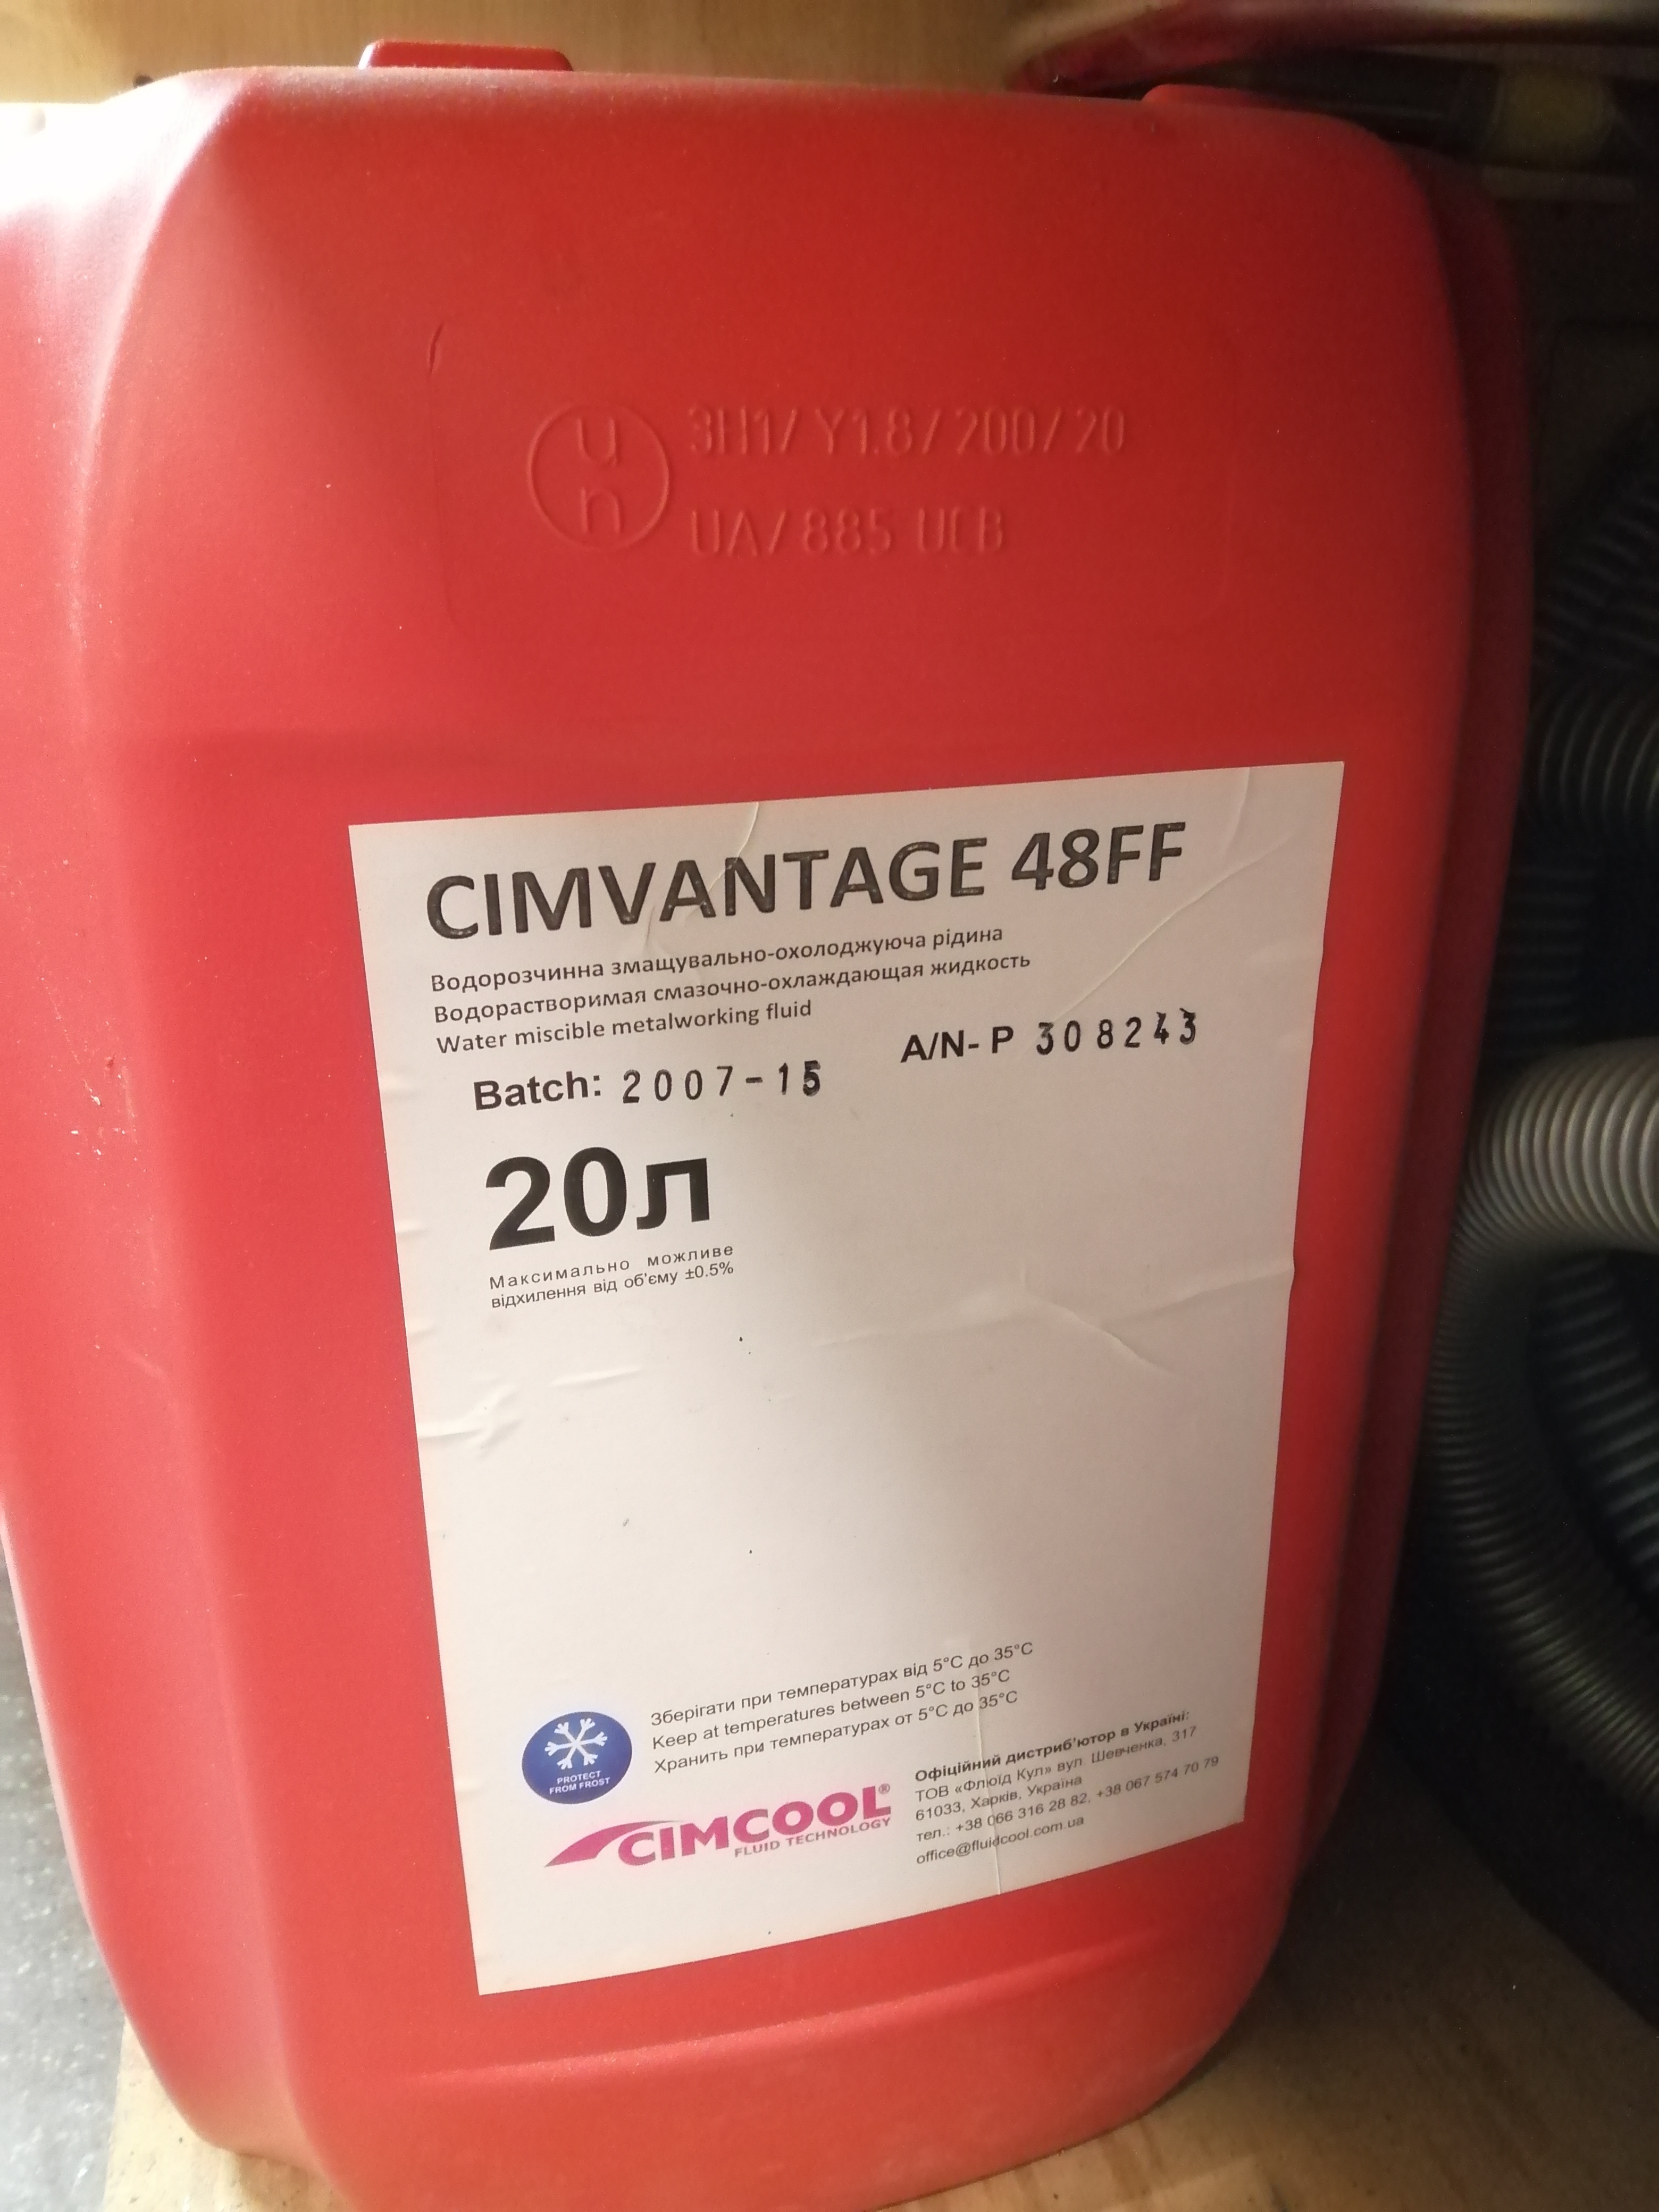 un 3H1/Y1.8/200/20
UA/885 UCB
CIMVANTAGE 48FF
Водорозчинна змащувально-охолоджуюча рідина
Водорастворимая смазочно-охлаждающая жидкость
Water miscible metalworking fluid
A/N- P 308243
Batch: 2007-15
20л
Максимально можливе
відхилення від об'єму ±0.5%
Зберігати при температурах від 5°C до 35°C
Keep at temperatures between 5°C to 35°C
Хранить при температурах от 5°C до 35°C
PROTECT
FROM FROST
CIMCOOL®
FLUID TECHNOLOGY
Офіційний дистриб'ютор в Україні:
ТОВ «Флюїд Кул» вул. Шевченка, 317
61033, Харків, Україна
тел.: +38 066 316 28 82, +38 067 574 70 79
office@fluidcool.com.ua